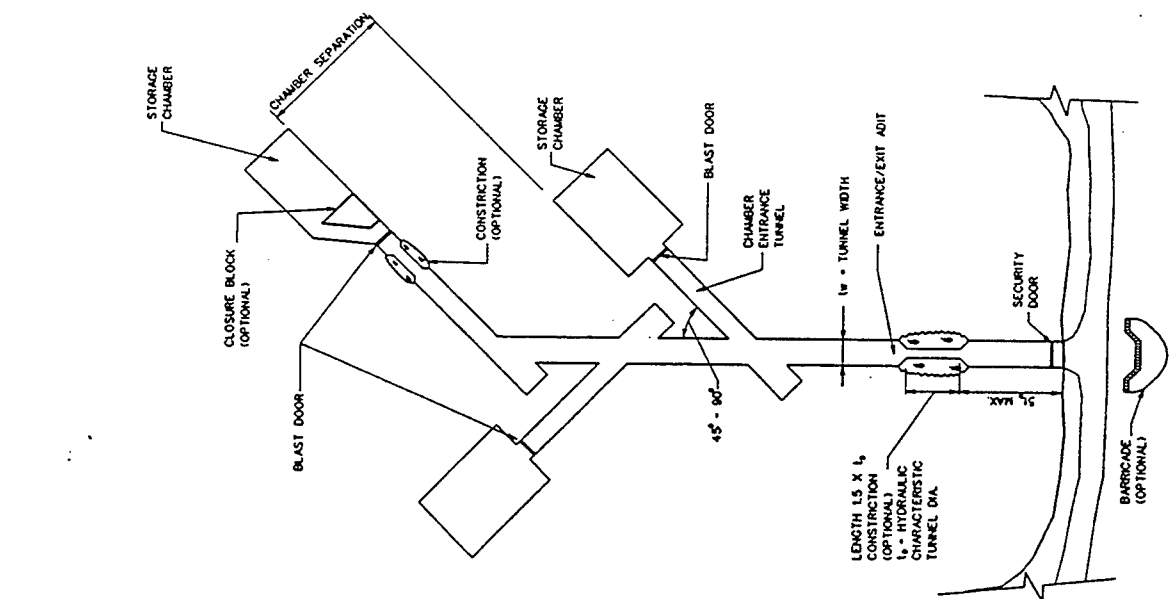 CHAMBER SEPARATION
STORAGE
CHAMBER
STORAGE
CHAMBER
BLAST DOOR
CONSTRICTION
(OPTIONAL)
CLOSURE BLOCK
(OPTIONAL)
CHAMBER
ENTRANCE
TUNNEL
BLAST DOOR
45° - 90°
tw = TUNNEL WIDTH
ENTRANCE/EXIT ADIT
SECURITY
DOOR
MAX.
LENGTH 1.5 X
CONSTRICTION
(OPTIONAL)
HYDRAULIC
CHARACTERISTIC
TUNNEL DIA.
BARRICADE
(OPTIONAL)